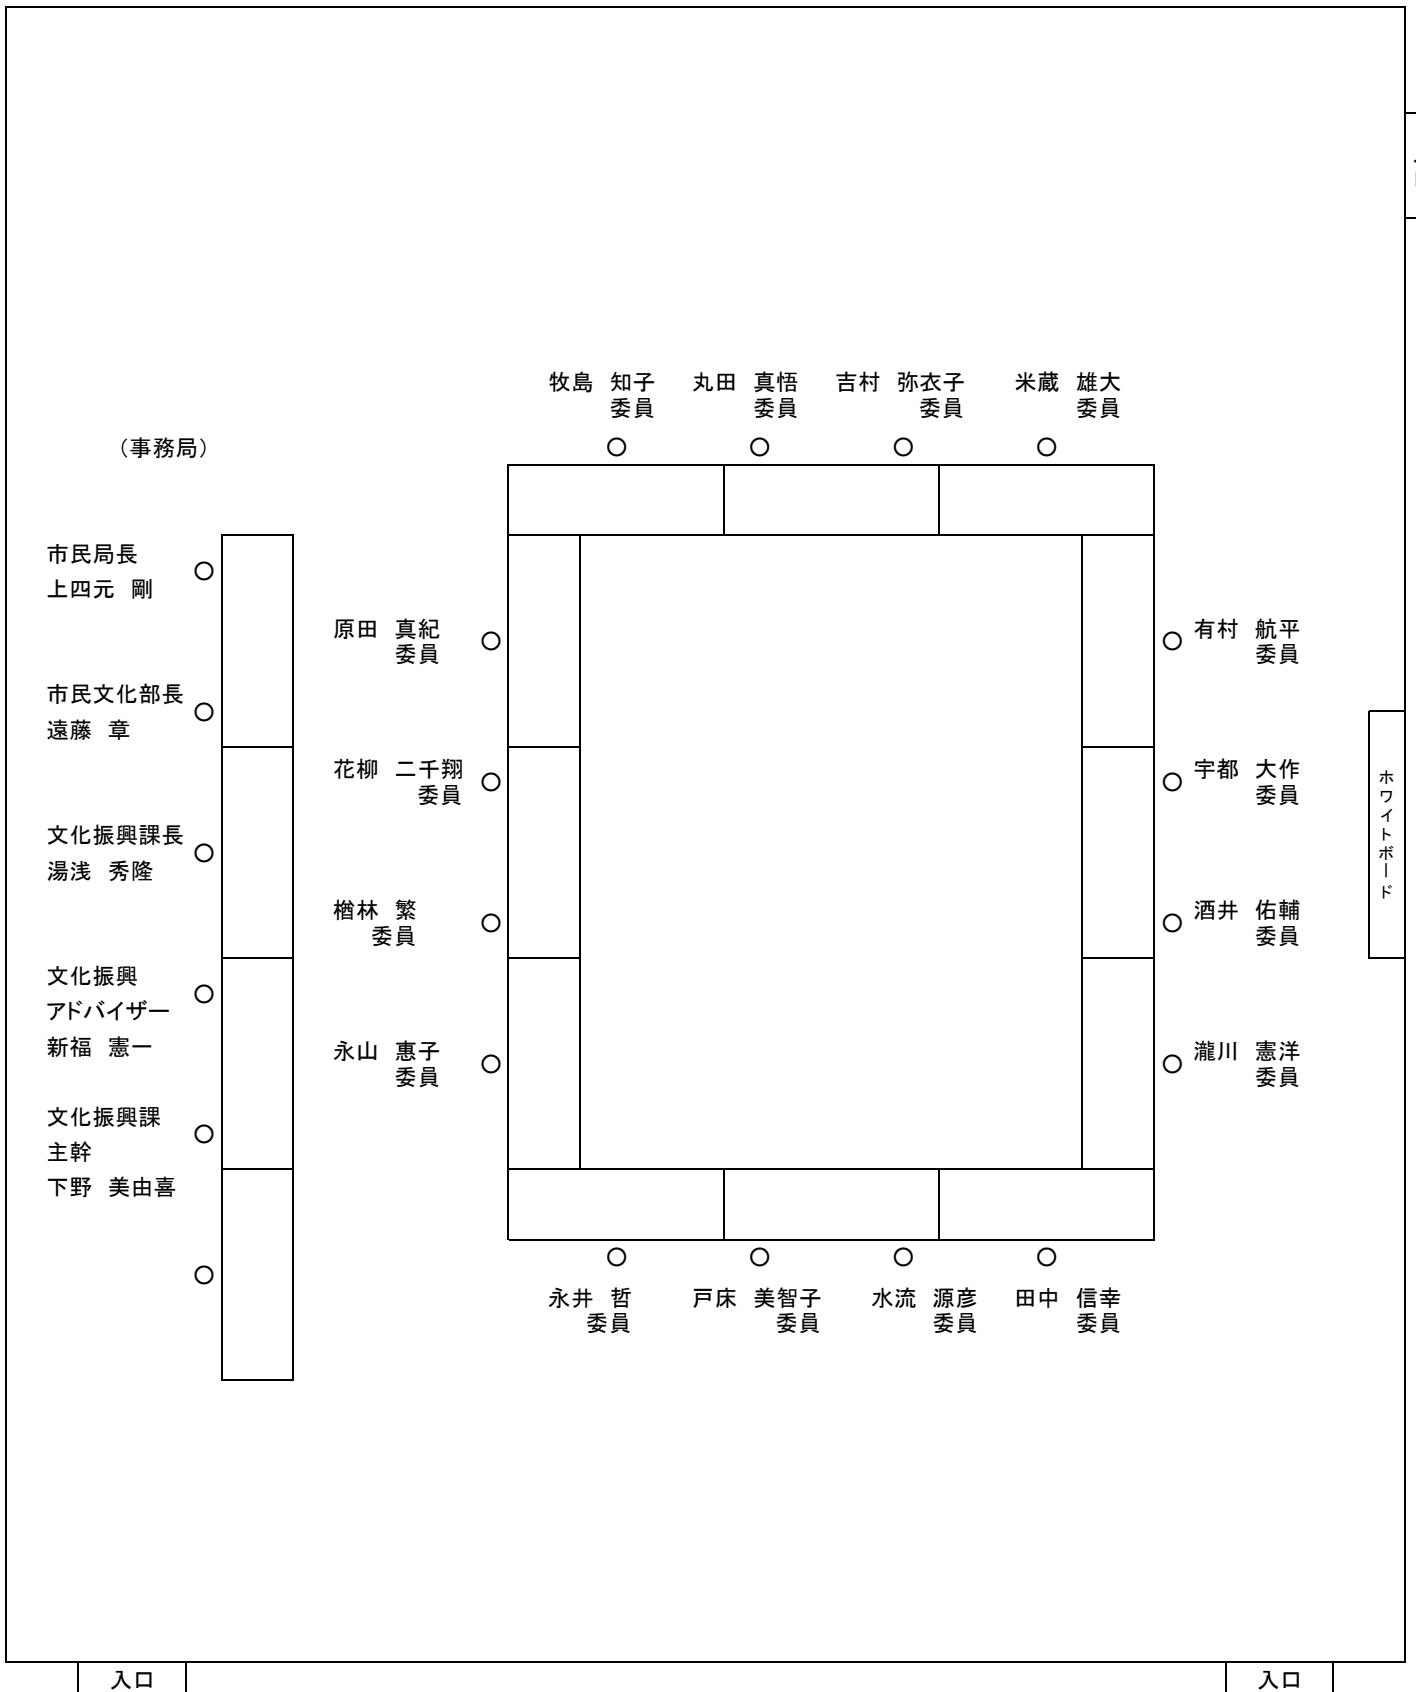 牧島 知子
委員
丸田 真悟
委員
吉村 弥衣子
委員
米蔵 雄大
委員
（事務局）
市民局長
上四元 剛
市民文化部長
遠藤 章
文化振興課長
湯浅 秀隆
文化振興
アドバイザー
新福 憲一
文化振興課
主幹
下野 美由喜
原田 真紀
委員
花柳 二千翔
委員
楢林 繁
委員
永山 惠子
委員
有村 航平
委員
宇都 大作
委員
酒井 佑輔
委員
瀧川 憲洋
委員
ホワイトボード
永井 哲
委員
戸床 美智子
委員
水流 源彦
委員
田中 信幸
委員
入口
入口